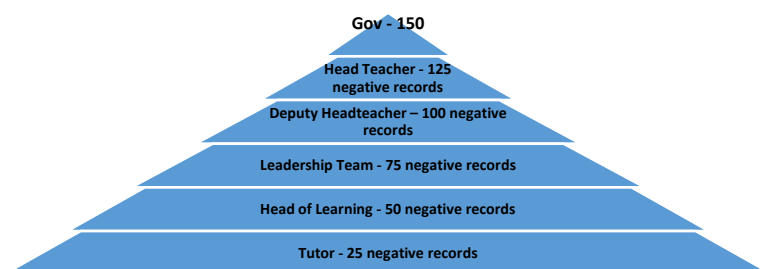 Gov - 150
Head Teacher - 125
negative records
Deputy Headteacher – 100 negative
records
Leadership Team - 75 negative records
Head of Learning - 50 negative records
Tutor - 25 negative records